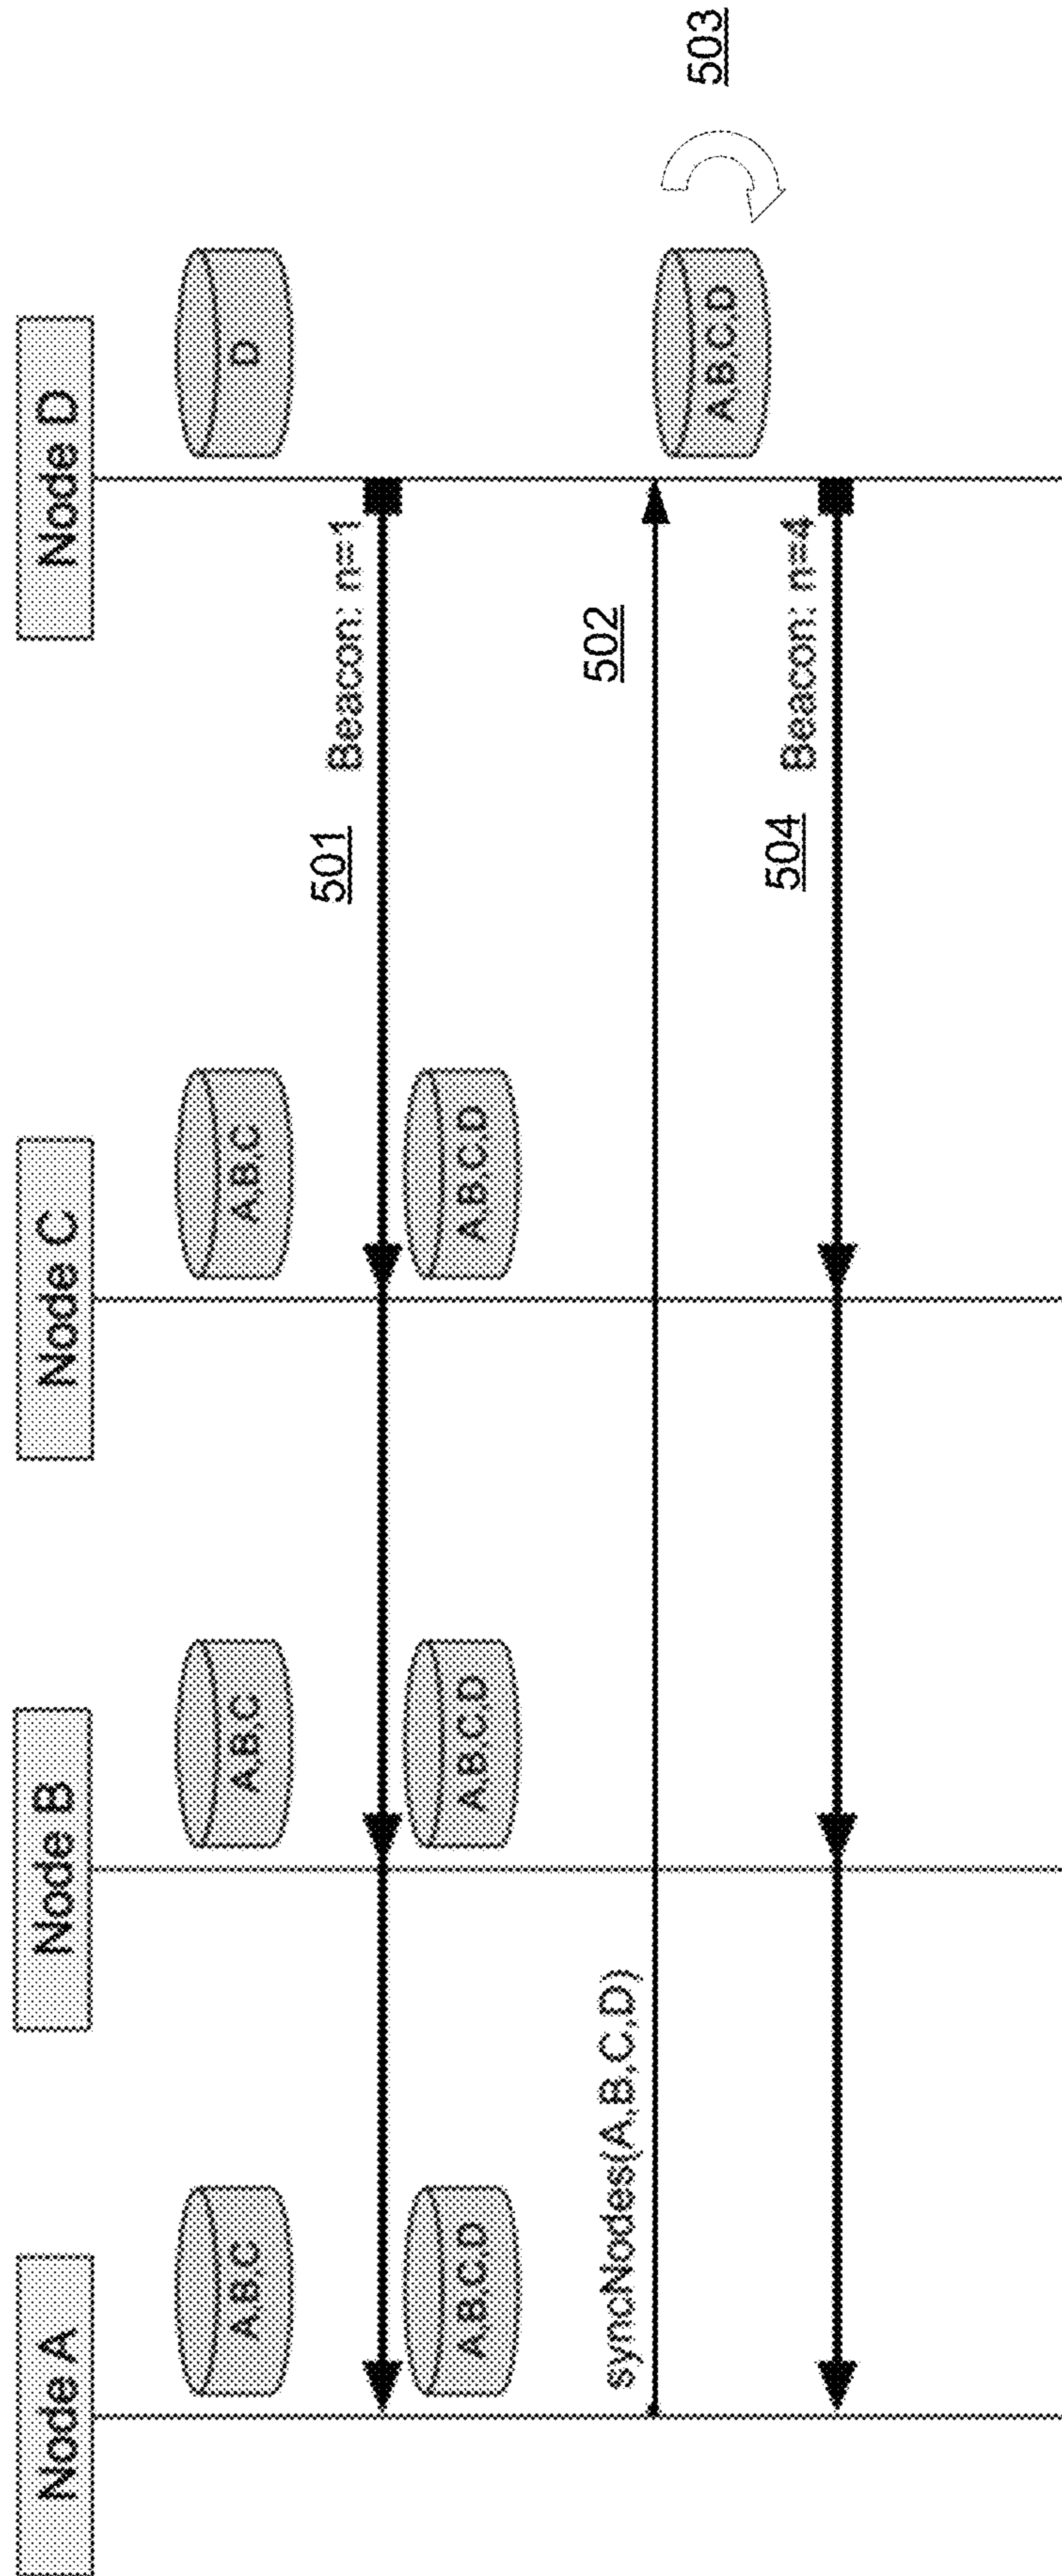 Node A
Node B
Node C
Node D
A,B,C
A,B,C
A,B,C
D
501
Beacon: n=1
A,B,C,D
A,B,C,D
A,B,C,D
syncNodes(A,B,C,D)
502
A,B,C,D
503
504
Beacon: n=4